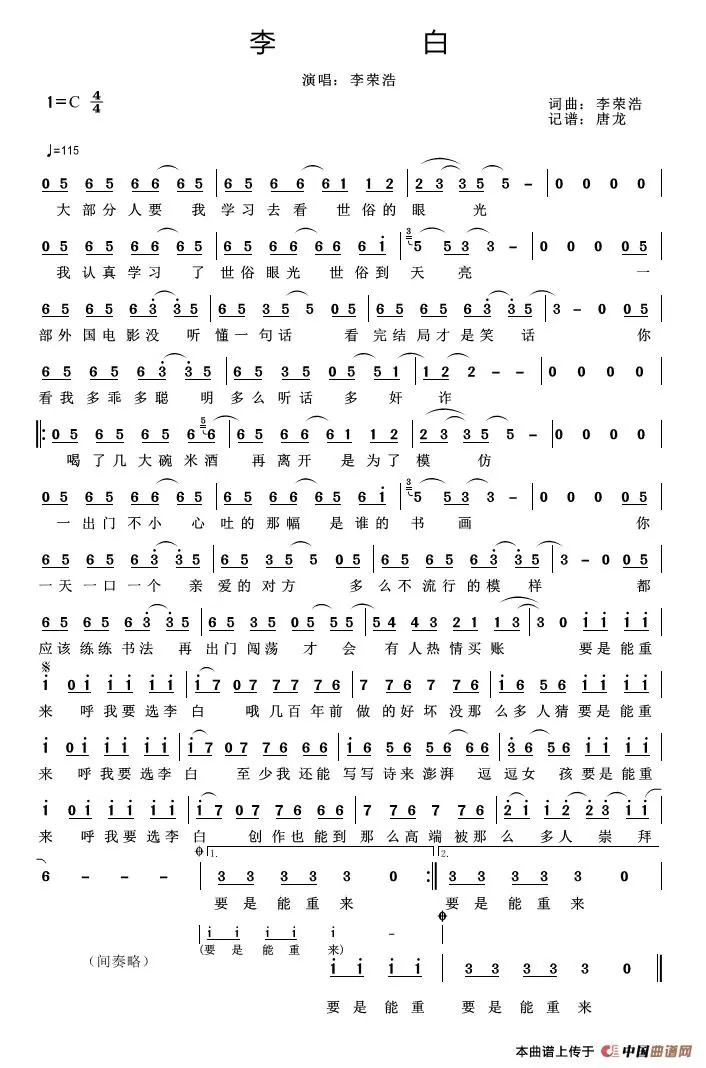 李 白
演唱：李荣浩
1=C 4/4
词曲：李荣浩
记谱：唐龙
♩=115
0 5 6 5 6 6 6 5 | 6 5 6 6 6 1 1 2 | 2 3 3 5 5 - | 0 0 0 0 |
大 部分 人要 我 学习去看 世俗的 眼 光
0 5 6 5 6 6 6 5 | 6 5 6 6 6 6 6 i | 5 5 3 3 - | 0 0 0 0 5 |
我 认真 学习 了 世俗眼光 世俗到 天 亮 一
6 5 6 5 6 3 3 5 | 6 5 3 5 5 0 5 | 6 5 6 5 6 3 3 5 | 3 - 0 0 5 |
部外 国电 影没 听 懂一 句话 看 完结 局才 是笑 话 你
6 5 6 5 6 3 3 5 | 6 5 3 5 0 5 5 1 | 1 2 2 - - | 0 0 0 0 |
看我 多乖 多聪 明 多么 听话 多 奸 诈
0 5 6 5 6 5 6 5 6 | 6 5 6 6 6 1 1 2 | 2 3 3 5 5 - | 0 0 0 0 |
喝 了几 大碗 米酒 再离开 是为了 模 仿
0 5 6 5 6 6 6 5 | 6 5 6 6 6 5 6 i | 5 5 3 3 - | 0 0 0 0 5 |
一 出门 不小 心 吐的 那幅 是谁的 书 画 你
6 5 6 5 6 3 3 5 | 6 5 3 5 5 0 5 | 6 5 6 5 6 3 3 5 | 3 - 0 0 5 |
一天 一口 一个 亲 爱的 对方 多 么不 流行 的模 样 都
6 5 6 5 6 3 3 5 | 6 5 3 5 0 5 5 5 | 5 4 4 3 2 1 1 3 | 3 0 i i i i |
应该 练练 书法 再 出门 闯荡 才 会 有人热情买账 要是能重
i 0 i i i i i | i 7 0 7 7 7 7 6 | 7 7 6 7 7 6 | 1 6 5 6 i i i i |
来 呼我要选李 白 哦几百年前 做的好坏没那 么多人猜 要是能重
i 0 i i i i i | i 7 0 7 7 6 6 6 | 1 6 5 6 5 6 6 6 | 3 6 5 6 i i i i |
来 呼我要选李 白 至少我还能 写写诗来澎湃 逗 逗女 孩 要是能重
i 0 i i i i i | i 7 0 7 7 6 6 6 | 7 7 6 7 7 6 | 2 i i 2 2 3 i i
来 呼我要选李 白 创作也能到 那么高端被那么 多人 崇 拜
6 - - - | 1. 3 3 3 3 3 0 :| 2. 3 3 3 3 3 0 |
要是能重来 要是能重来
i i i i i -
(要 是 能 重 来)
（间奏略）
i i i i | 3 3 3 3 3 0
要是能重 要是能重来
本曲谱上传于 中国曲谱网